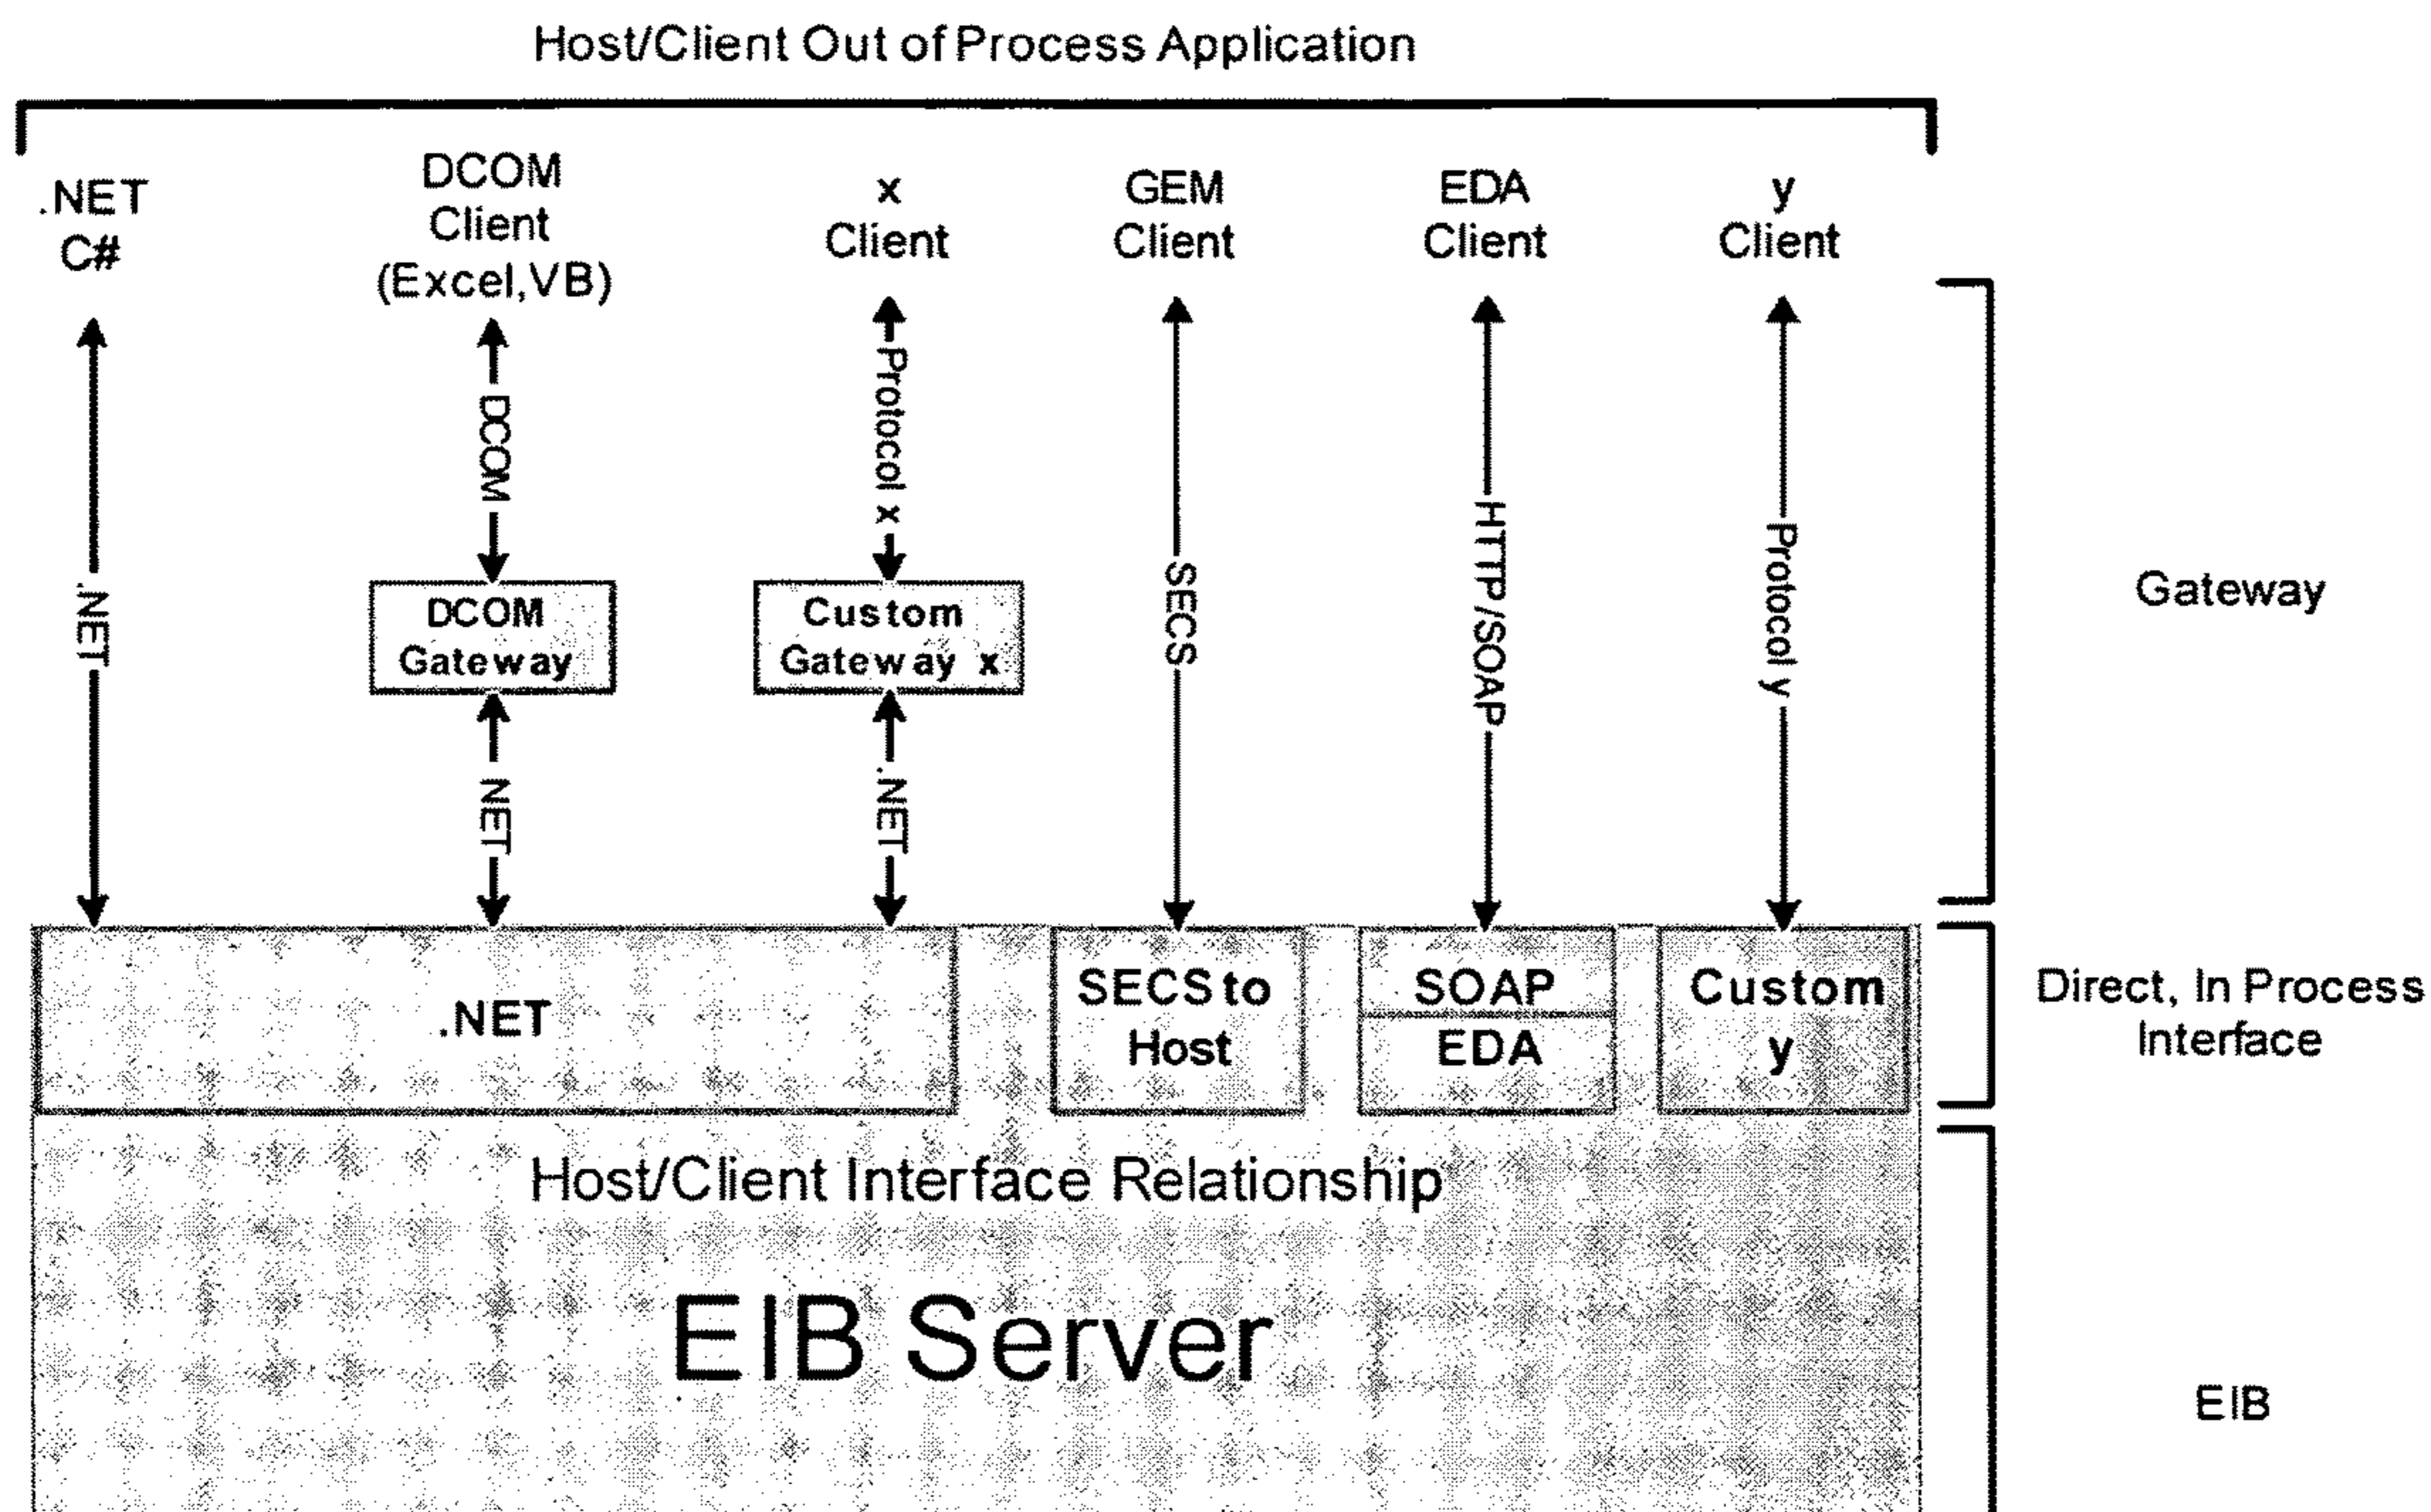 Host/Client Out of Process Application
.NET
C#
DCOM
Client
(Excel,VB)
x
Client
GEM
Client
EDA
Client
y
Client
.NET
DCOM
Protocol x
SECS
HTTP/SOAP
Protocol y
DCOM
Gateway
Custom
Gateway x
NET
.NET
Gateway
.NET
SECS to
Host
SOAP
EDA
Custom
y
Direct, In Process
Interface
Host/Client Interface Relationship
EIB Server
EIB